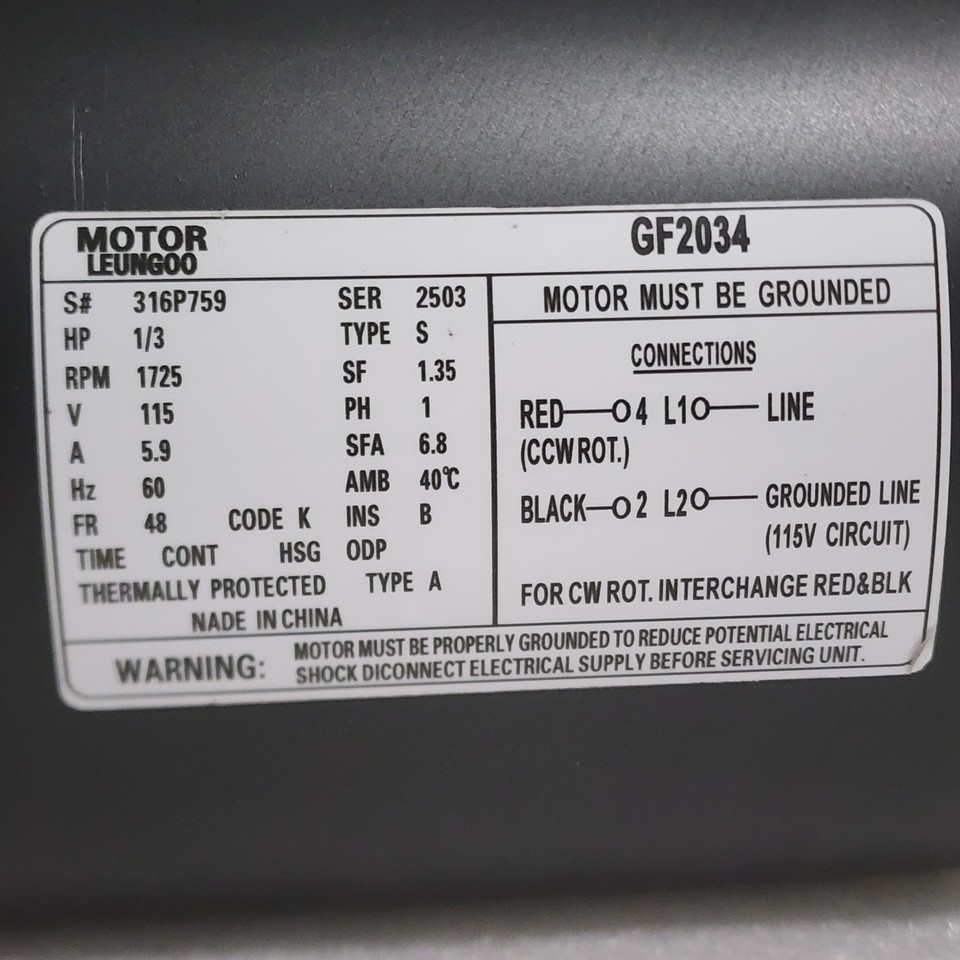 MOTOR
LEUNGOO
GF2034
S# 316P759 SER 2503
HP 1/3 TYPE S
RPM 1725 SF 1.35
V 115 PH 1
A 5.9 SFA 6.8
Hz 60 AMB 40℃
FR 48 CODE K INS B
TIME CONT HSG ODP
THERMALLY PROTECTED TYPE A
MADE IN CHINA
MOTOR MUST BE GROUNDED
CONNECTIONS
RED 4 L1 LINE
(CCW ROT.)
BLACK 2 L2 GROUNDED LINE
(115V CIRCUIT)
FOR CW ROT. INTERCHANGE RED&BLK
WARNING: MOTOR MUST BE PROPERLY GROUNDED TO REDUCE POTENTIAL ELECTRICAL
SHOCK DICONNECT ELECTRICAL SUPPLY BEFORE SERVICING UNIT.